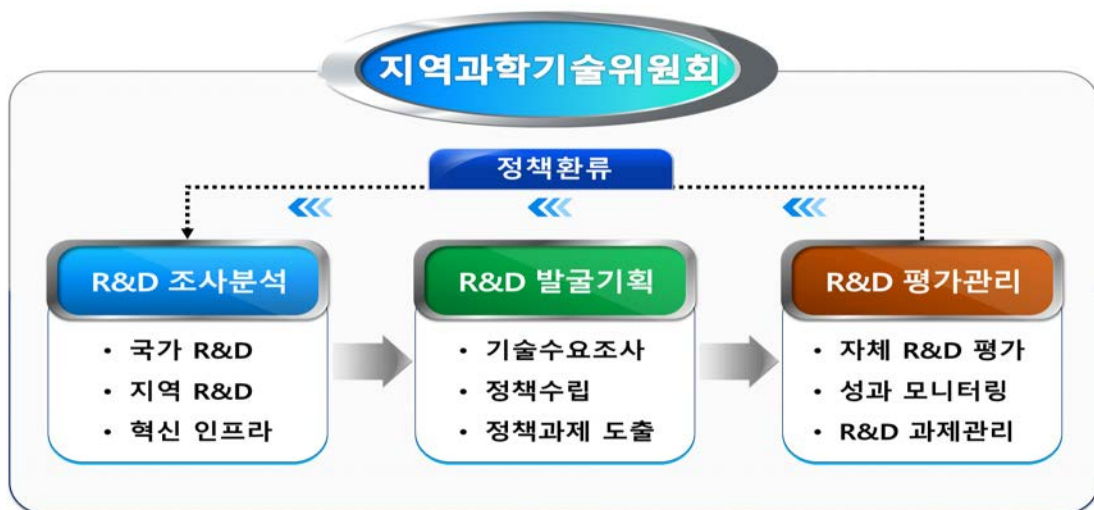 지역과학기술위원회
정책환류
R&D 조사분석
• 국가 R&D
• 지역 R&D
• 혁신 인프라
R&D 발굴기획
• 기술수요조사
• 정책수립
• 정책과제 도출
R&D 평가관리
• 자체 R&D 평가
• 성과 모니터링
• R&D 과제관리